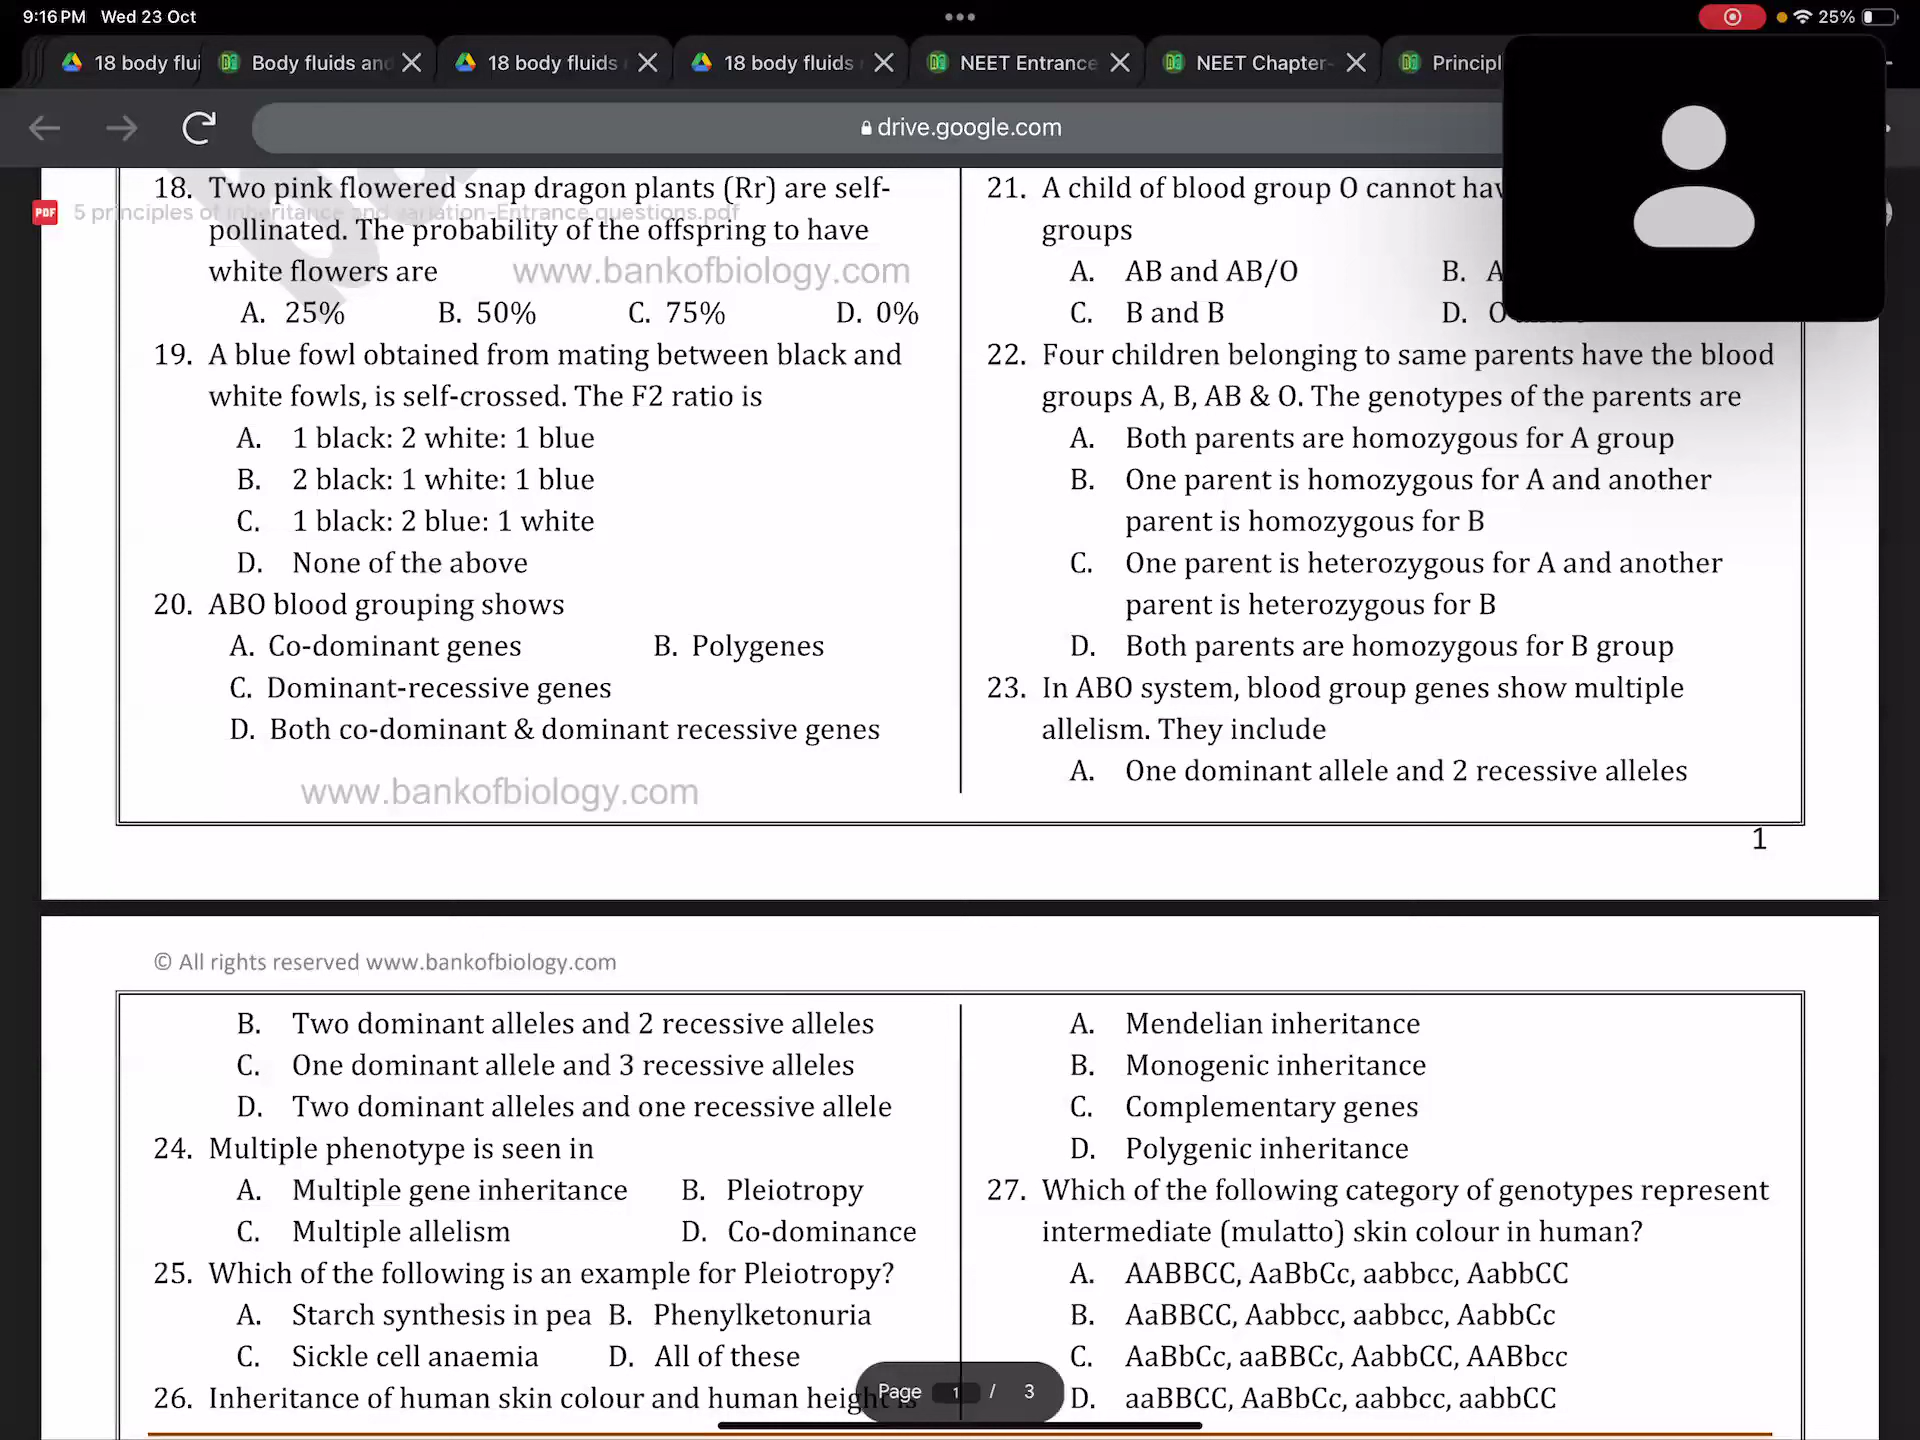 9:16 PM Wed 23 Oct
25%
18 body flui
Body fluids and
18 body fluids
18 body fluids
NEET Entrance
NEET Chapter-
Principl
drive.google.com
PDF 5 principles of inheritance and variation-Entrance questions.pdf
18. Two pink flowered snap dragon plants (Rr) are self-
pollinated. The probability of the offspring to have
white flowers are
www.bankofbiology.com
A. 25% B. 50% C. 75% D. 0%
19. A blue fowl obtained from mating between black and
white fowls, is self-crossed. The F2 ratio is
A. 1 black: 2 white: 1 blue
B. 2 black: 1 white: 1 blue
C. 1 black: 2 blue: 1 white
D. None of the above
20. ABO blood grouping shows
A. Co-dominant genes B. Polygenes
C. Dominant-recessive genes
D. Both co-dominant & dominant recessive genes
www.bankofbiology.com
21. A child of blood group O cannot hav
groups
A. AB and AB/O B. A
C. B and B D. O
22. Four children belonging to same parents have the blood
groups A, B, AB & O. The genotypes of the parents are
A. Both parents are homozygous for A group
B. One parent is homozygous for A and another
parent is homozygous for B
C. One parent is heterozygous for A and another
parent is heterozygous for B
D. Both parents are homozygous for B group
23. In ABO system, blood group genes show multiple
allelism. They include
A. One dominant allele and 2 recessive alleles
1
© All rights reserved www.bankofbiology.com
B. Two dominant alleles and 2 recessive alleles
C. One dominant allele and 3 recessive alleles
D. Two dominant alleles and one recessive allele
24. Multiple phenotype is seen in
A. Multiple gene inheritance B. Pleiotropy
C. Multiple allelism D. Co-dominance
25. Which of the following is an example for Pleiotropy?
A. Starch synthesis in pea B. Phenylketonuria
C. Sickle cell anaemia D. All of these
26. Inheritance of human skin colour and human height is
A. Mendelian inheritance
B. Monogenic inheritance
C. Complementary genes
D. Polygenic inheritance
27. Which of the following category of genotypes represent
intermediate (mulatto) skin colour in human?
A. AABBCC, AaBbCc, aabbcc, AabbCC
B. AaBBCC, Aabbcc, aabbcc, AabbCc
C. AaBbCc, aaBBCc, AabbCC, AABbcc
D. aaBBCC, AaBbCc, aabbcc, aabbCC
Page 1 / 3